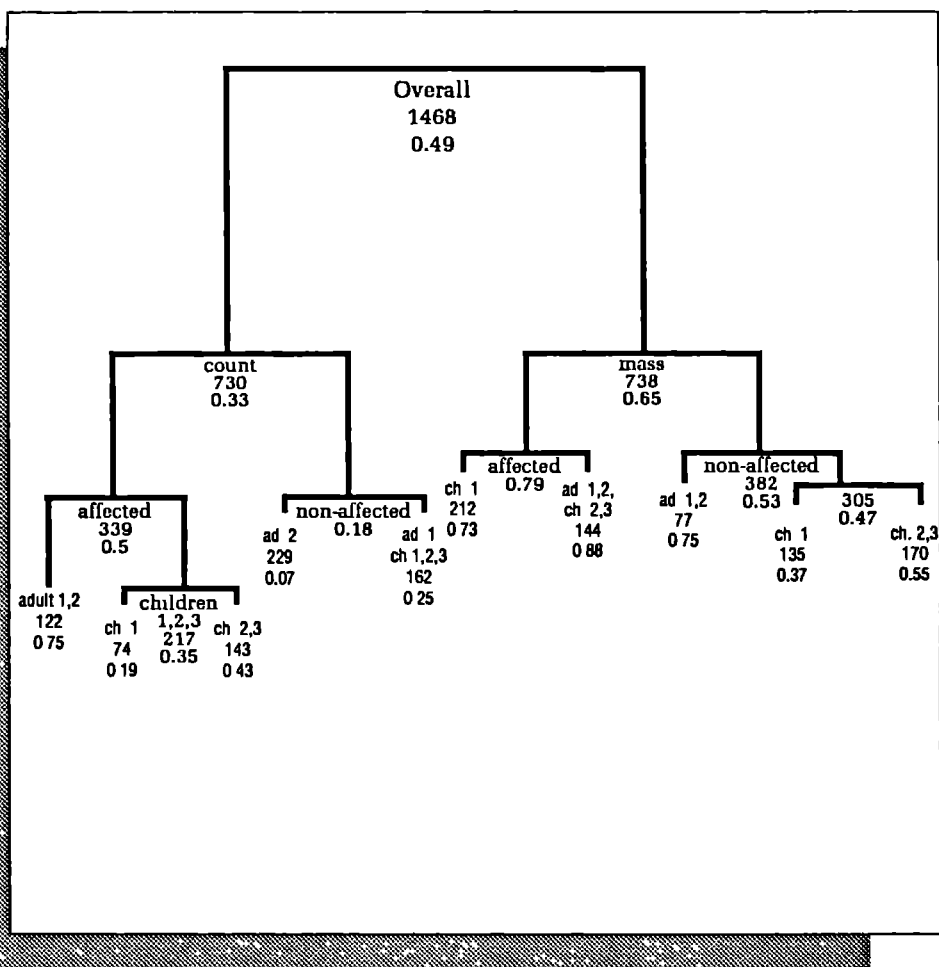 Overall
1468
0.49
count
730
0.33
mass
738
0.65
affected
339
0.5
adult 1,2
122
0 75
children
1,2,3
217
0.35
ch 1
74
0 19
ch 2,3
143
0 43
non-affected
0.18
ad 2
229
0.07
ad 1
ch 1,2,3
162
0 25
affected
0.79
ch 1
212
0 73
ad 1,2,
ch 2,3
144
0 88
non-affected
382
0.53
ad 1,2
77
0 75
305
0.47
ch 1
135
0.37
ch. 2,3
170
0.55